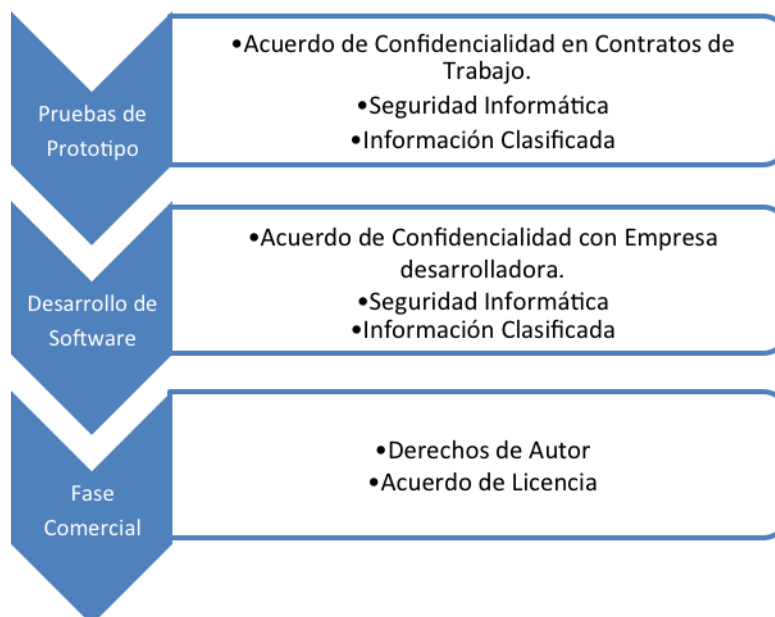 Pruebas de
Prototipo
•Acuerdo de Confidencialidad en Contratos de
Trabajo.
•Seguridad Informática
•Información Clasificada
Desarrollo de
Software
•Acuerdo de Confidencialidad con Empresa
desarrolladora.
•Seguridad Informática
•Información Clasificada
Fase
Comercial
•Derechos de Autor
•Acuerdo de Licencia